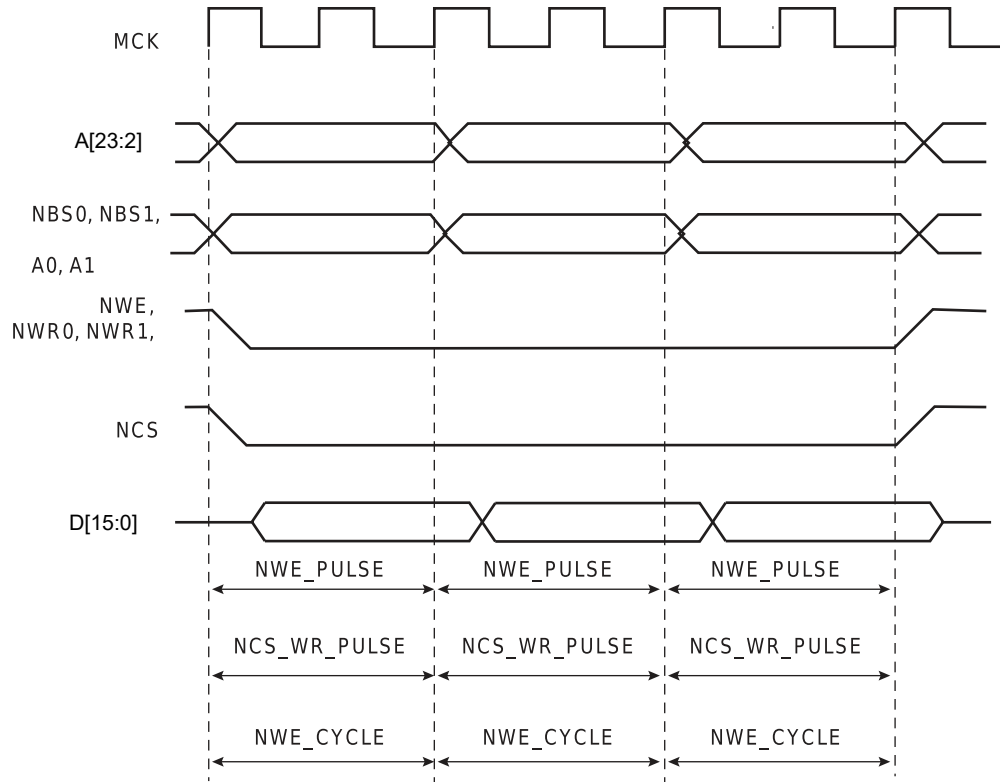 MCK
A[23:2]
NBS0, NBS1,
A0, A1
NWE,
NWR0, NWR1,
NCS
D[15:0]
NWE_PULSE NWE_PULSE NWE_PULSE
NCS_WR_PULSE NCS_WR_PULSE NCS_WR_PULSE
NWE_CYCLE NWE_CYCLE NWE_CYCLE